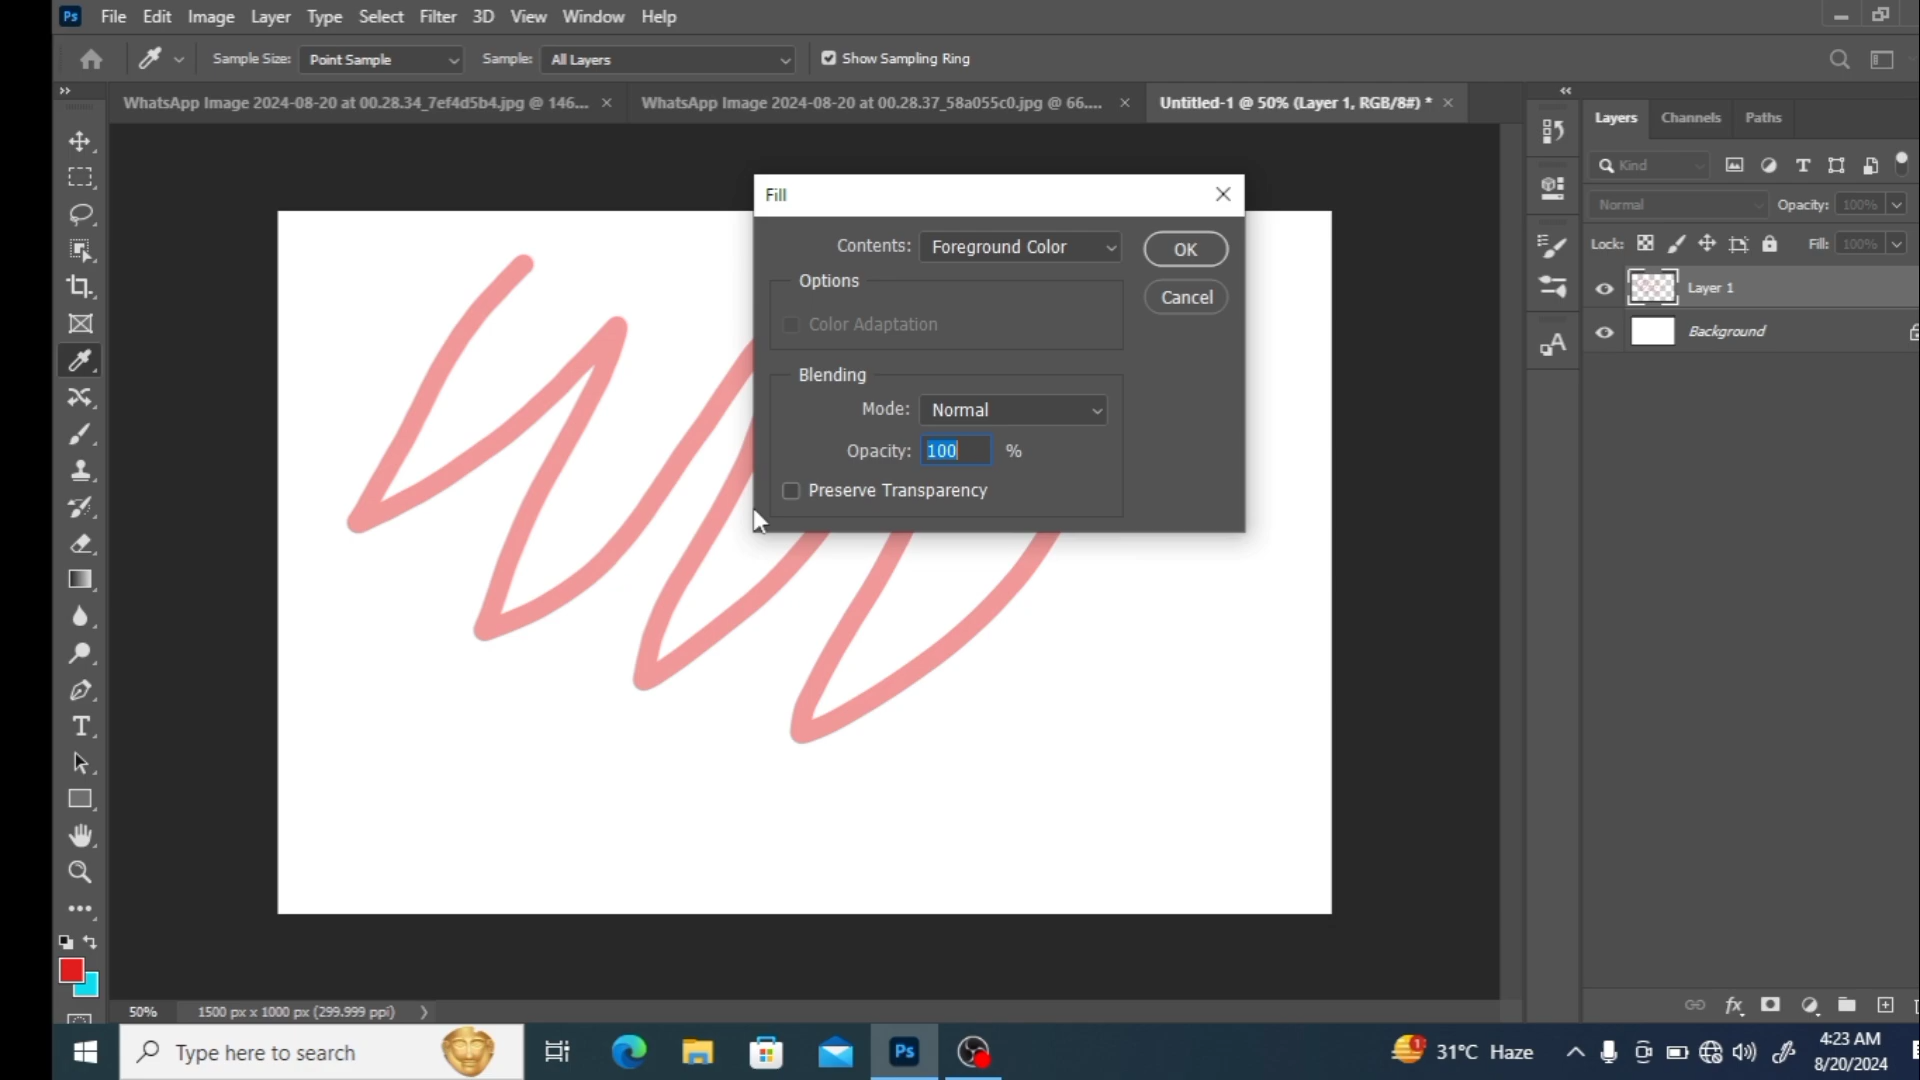 Ps File Edit Image Layer Type Select Filter 3D View Window Help
Sample Size: Point Sample Sample: All Layers Show Sampling Ring
WhatsApp Image 2024-08-20 at 00.28.34_7ef4d5b4.jpg @ 146... × WhatsApp Image 2024-08-20 at 00.28.37_58a055c0.jpg @ 66.... × Untitled-1 @ 50% (Layer 1, RGB/8#) * ×
Layers Channels Paths
Kind
Normal Opacity: 100%
Lock: Fill: 100%
Layer 1
Background
Fill
Contents: Foreground Color OK
Options
Cancel
Color Adaptation
Blending
Mode: Normal
Opacity: 100 %
Preserve Transparency
50% 1500 px x 1000 px (299.999 ppi)
fx
Type here to search
Ps
1
31°C Haze
4:23 AM
8/20/2024